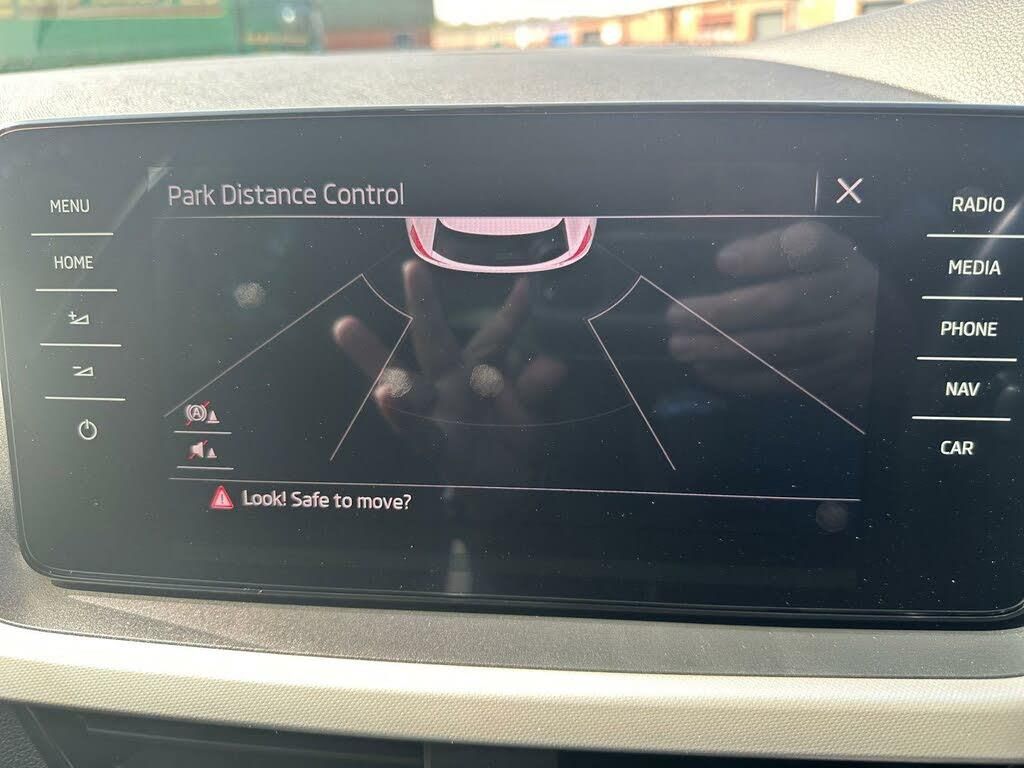 Park Distance Control
MENU
HOME
RADIO
MEDIA
PHONE
NAV
CAR
Look! Safe to move?